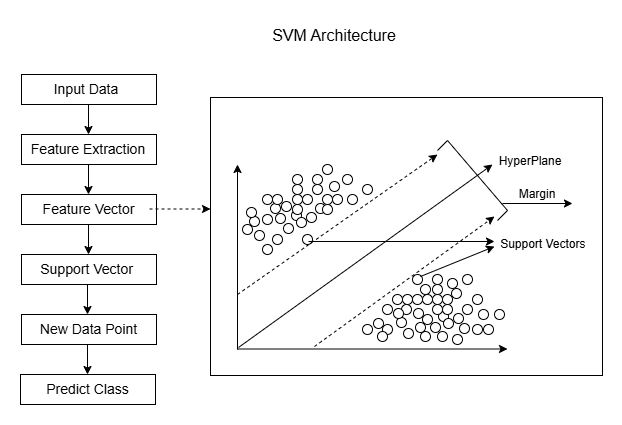 SVM Architecture
Input Data
Feature Extraction
Feature Vector
Support Vector
New Data Point
Predict Class
HyperPlane
Margin
Support Vectors